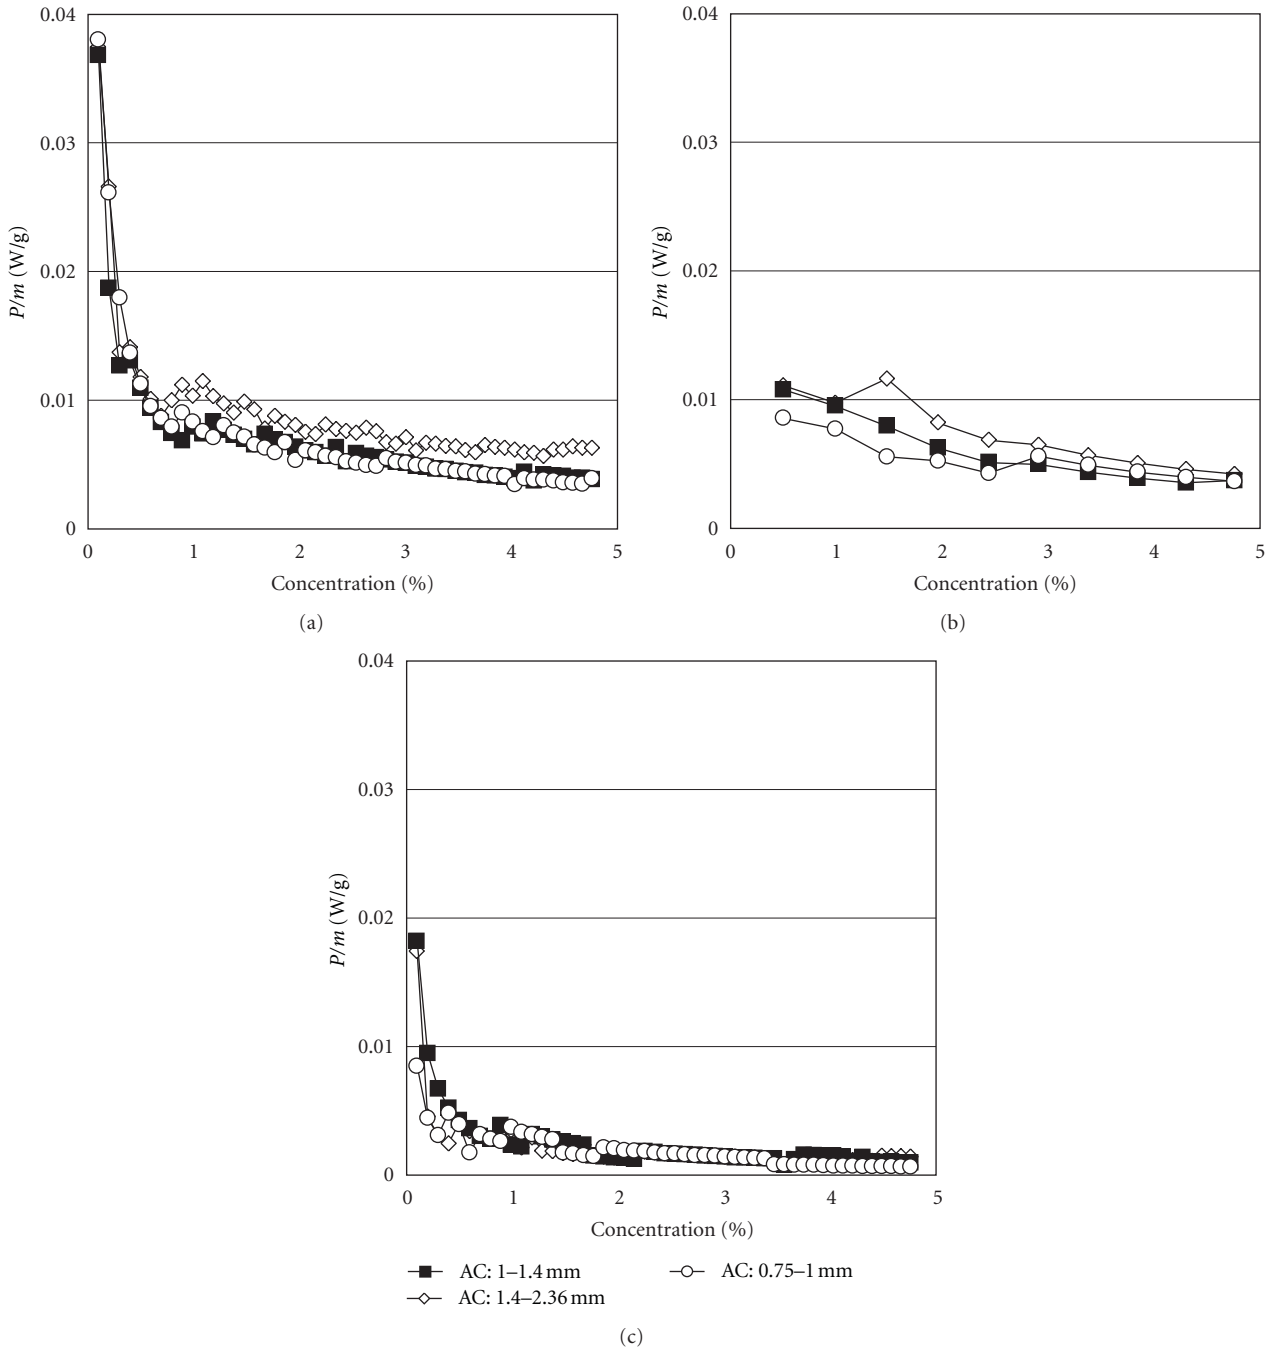 0.04
0.03
0.02
0.01
0
P/m (W/g)
0 1 2 3 4 5
Concentration (%)
(a)
0.04
0.03
0.02
0.01
0
P/m (W/g)
0 1 2 3 4 5
Concentration (%)
(b)
0.04
0.03
0.02
0.01
0
P/m (W/g)
0 1 2 3 4 5
Concentration (%)
AC: 1–1.4 mm
AC: 0.75–1 mm
AC: 1.4–2.36 mm
(c)